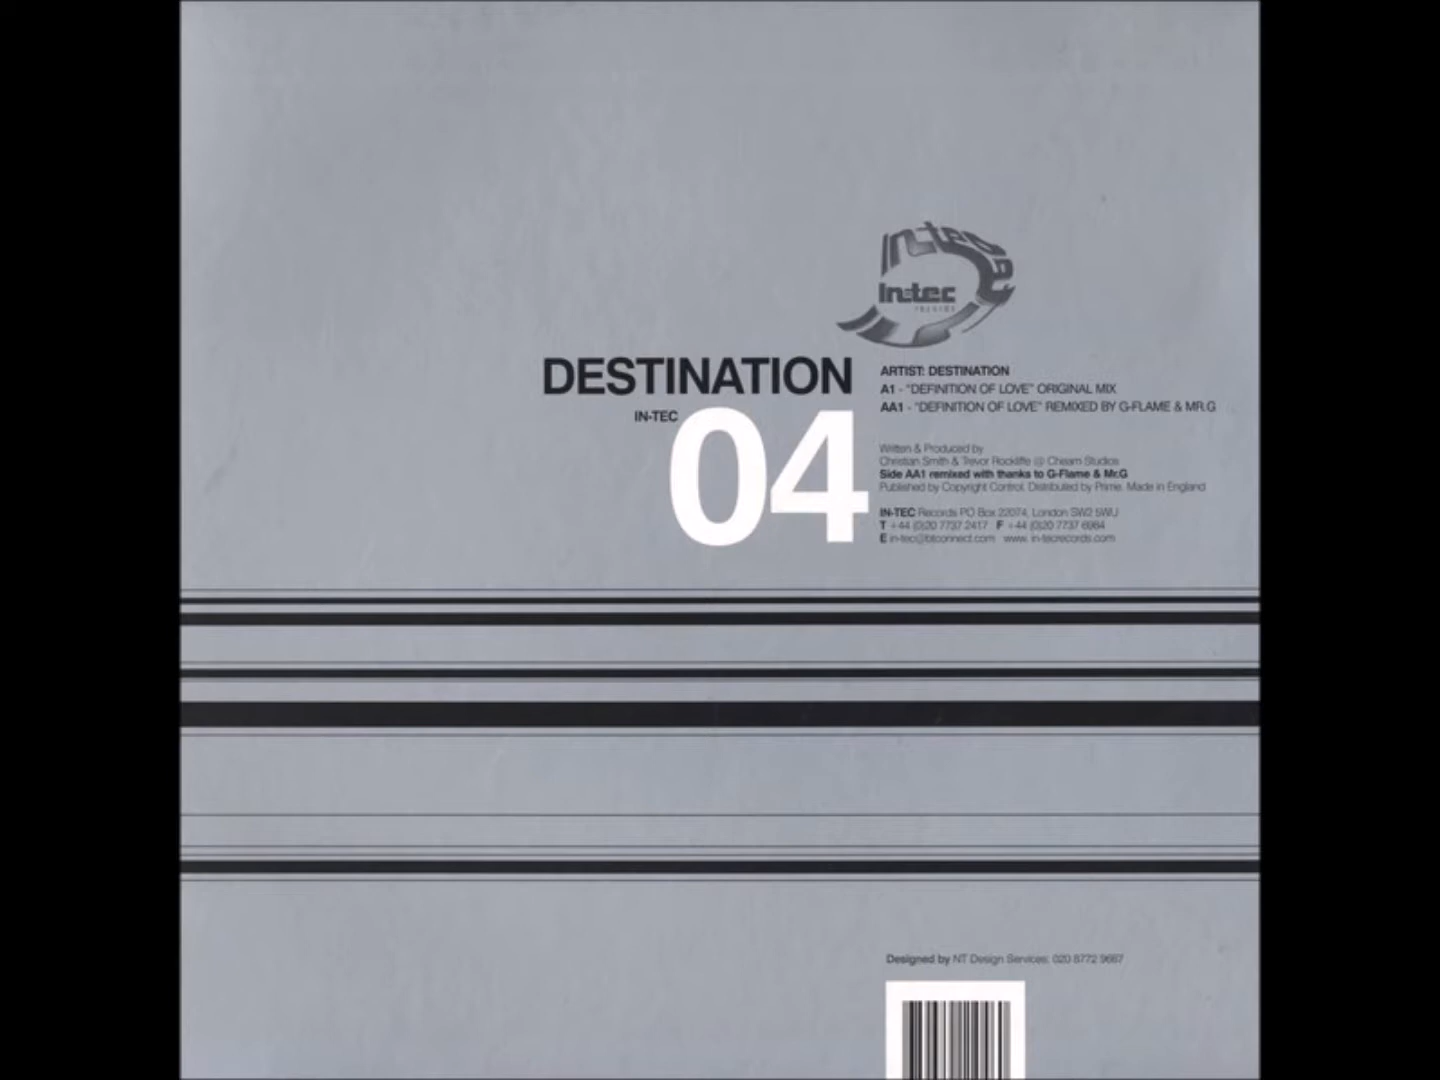 In-tec
In-tec
DESTINATION
IN-TEC
04
ARTIST: DESTINATION
A1 - "DEFINITION OF LOVE" ORIGINAL MIX
AA1 - "DEFINITION OF LOVE" REMIXED BY G-FLAME & MR.G
Written & Produced by
Christian Smith & Trevor Rockliffe @ Cheam Studios
Side AA1 remixed with thanks to G-Flame & Mr.G
Published by Copyright Control. Distributed by Prime. Made in England
IN-TEC Records PO Box 22074, London SW2 5WU
T +44 (0)20 7737 2417 F +44 (0)20 7737 6984
E in-tec@btconnect.com www. in-tecrecords.com
Designed by NT Design Services: 020 8772 9667